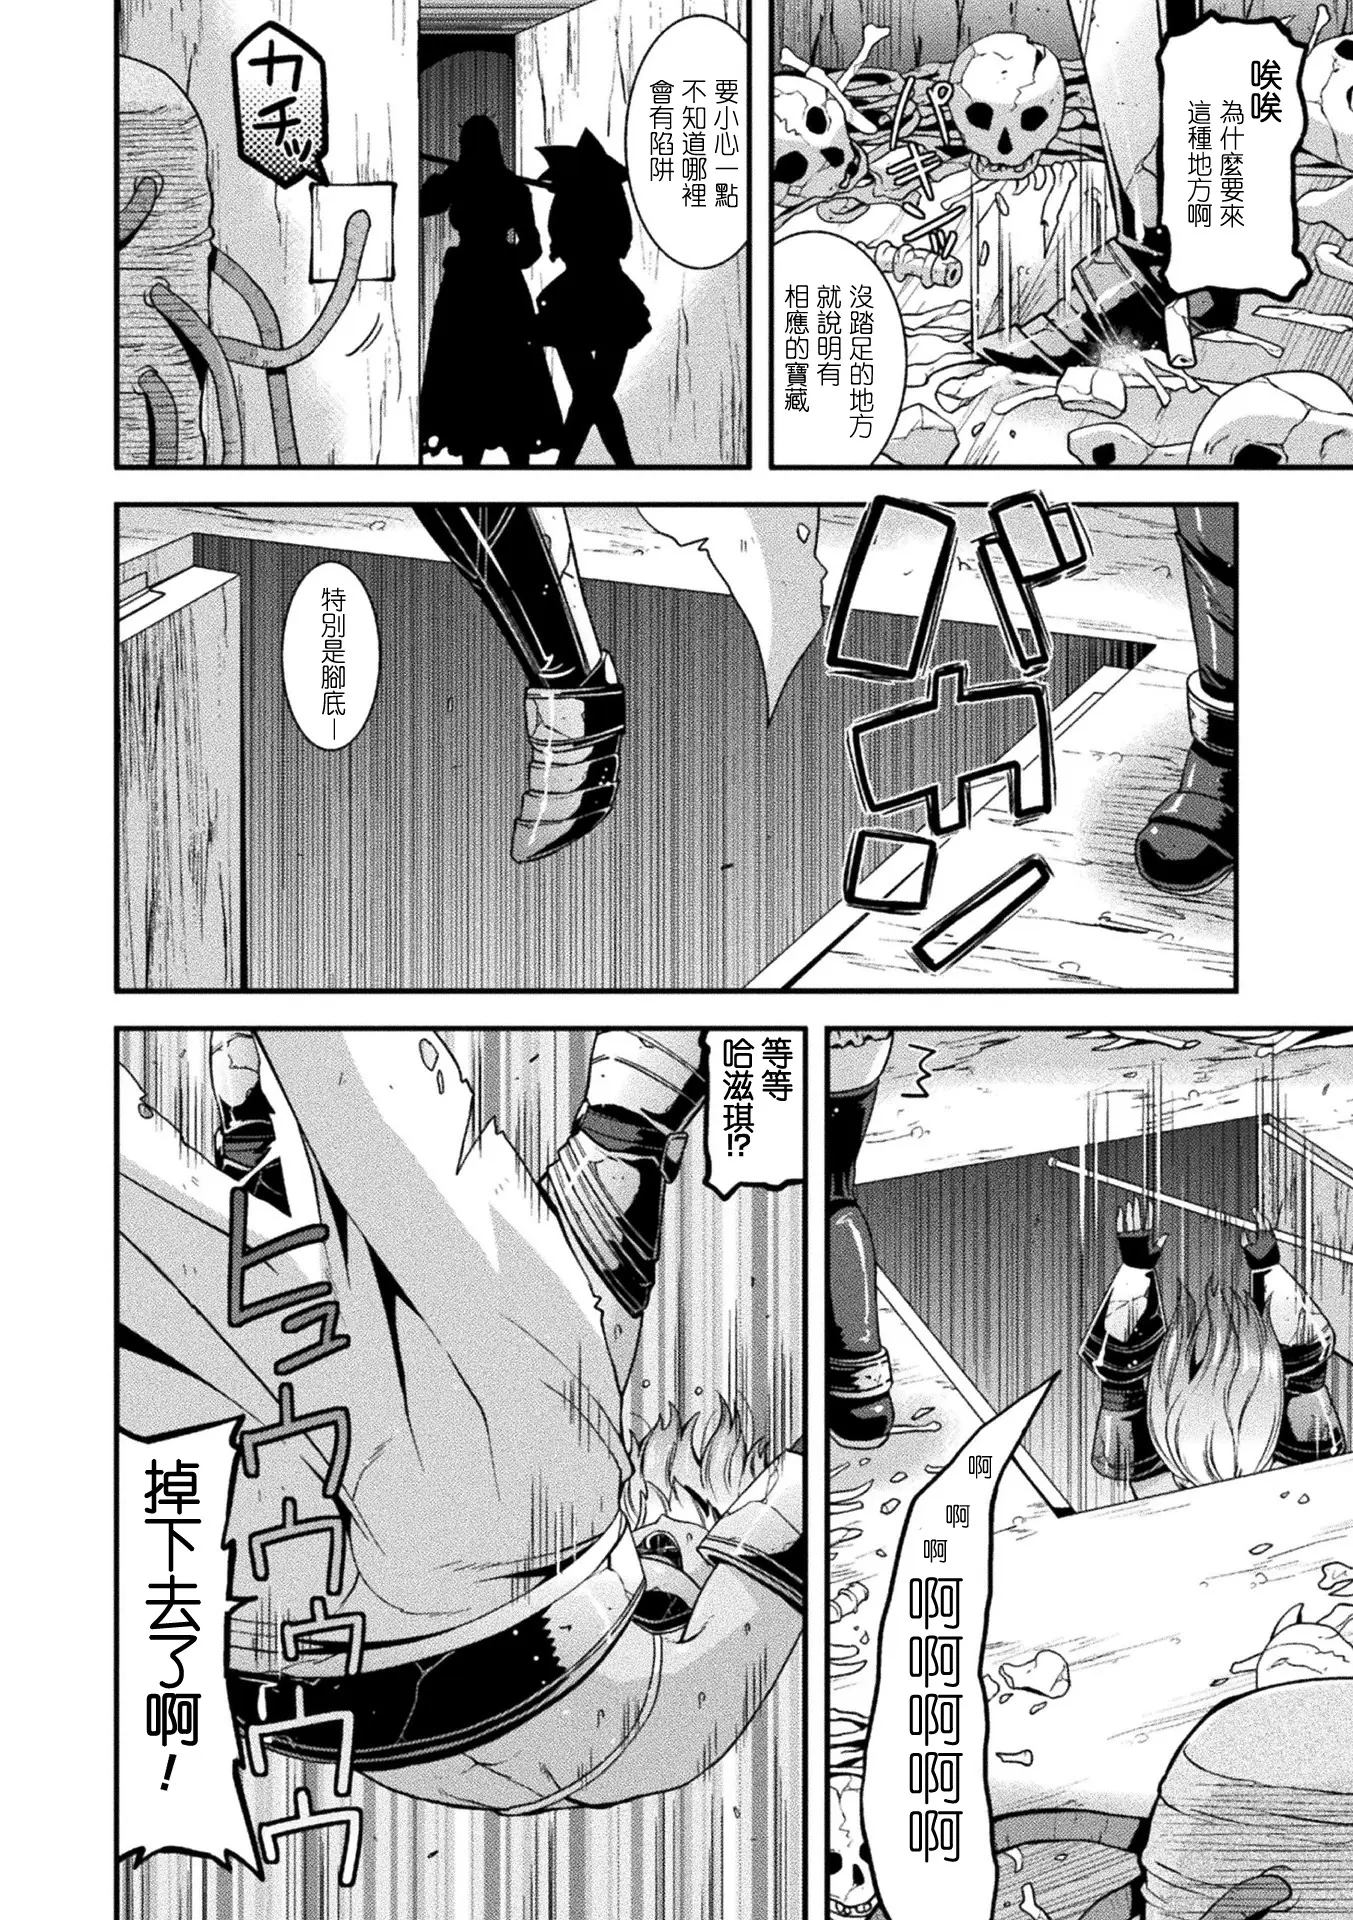 唉唉
為什麼要來
這種地方啊
パキッ
沒踏足的地方
就說明有
相應的寶藏
要小心一點
不知道哪裡
會有陷阱
カチッ
バカッ
特別是腳底—
啊
啊
啊
啊啊啊啊啊
等等
哈滋琪!?
ヒュウウウウウウ
掉下去了啊！